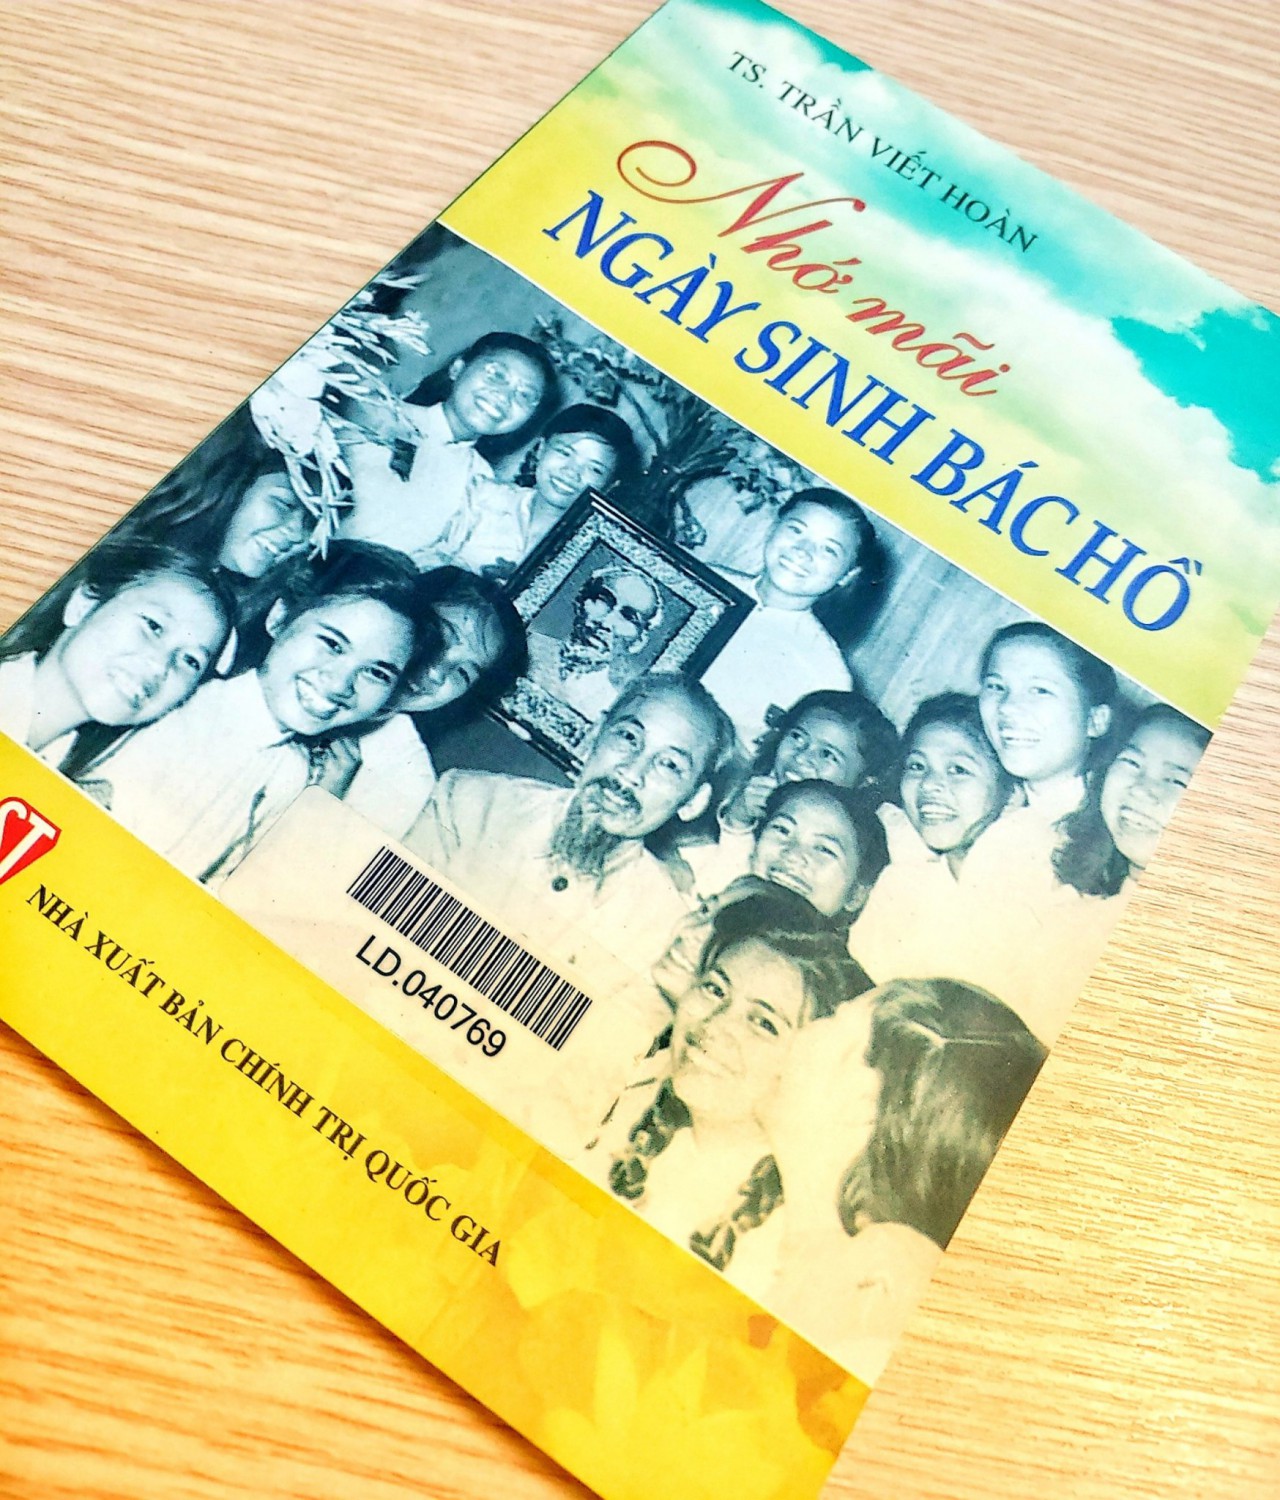 TS. TRẦN VIẾT HOÀN
Nhớ mãi
NGÀY SINH BÁC HỒ
LD.040769
ST
NHÀ XUẤT BẢN CHÍNH TRỊ QUỐC GIA